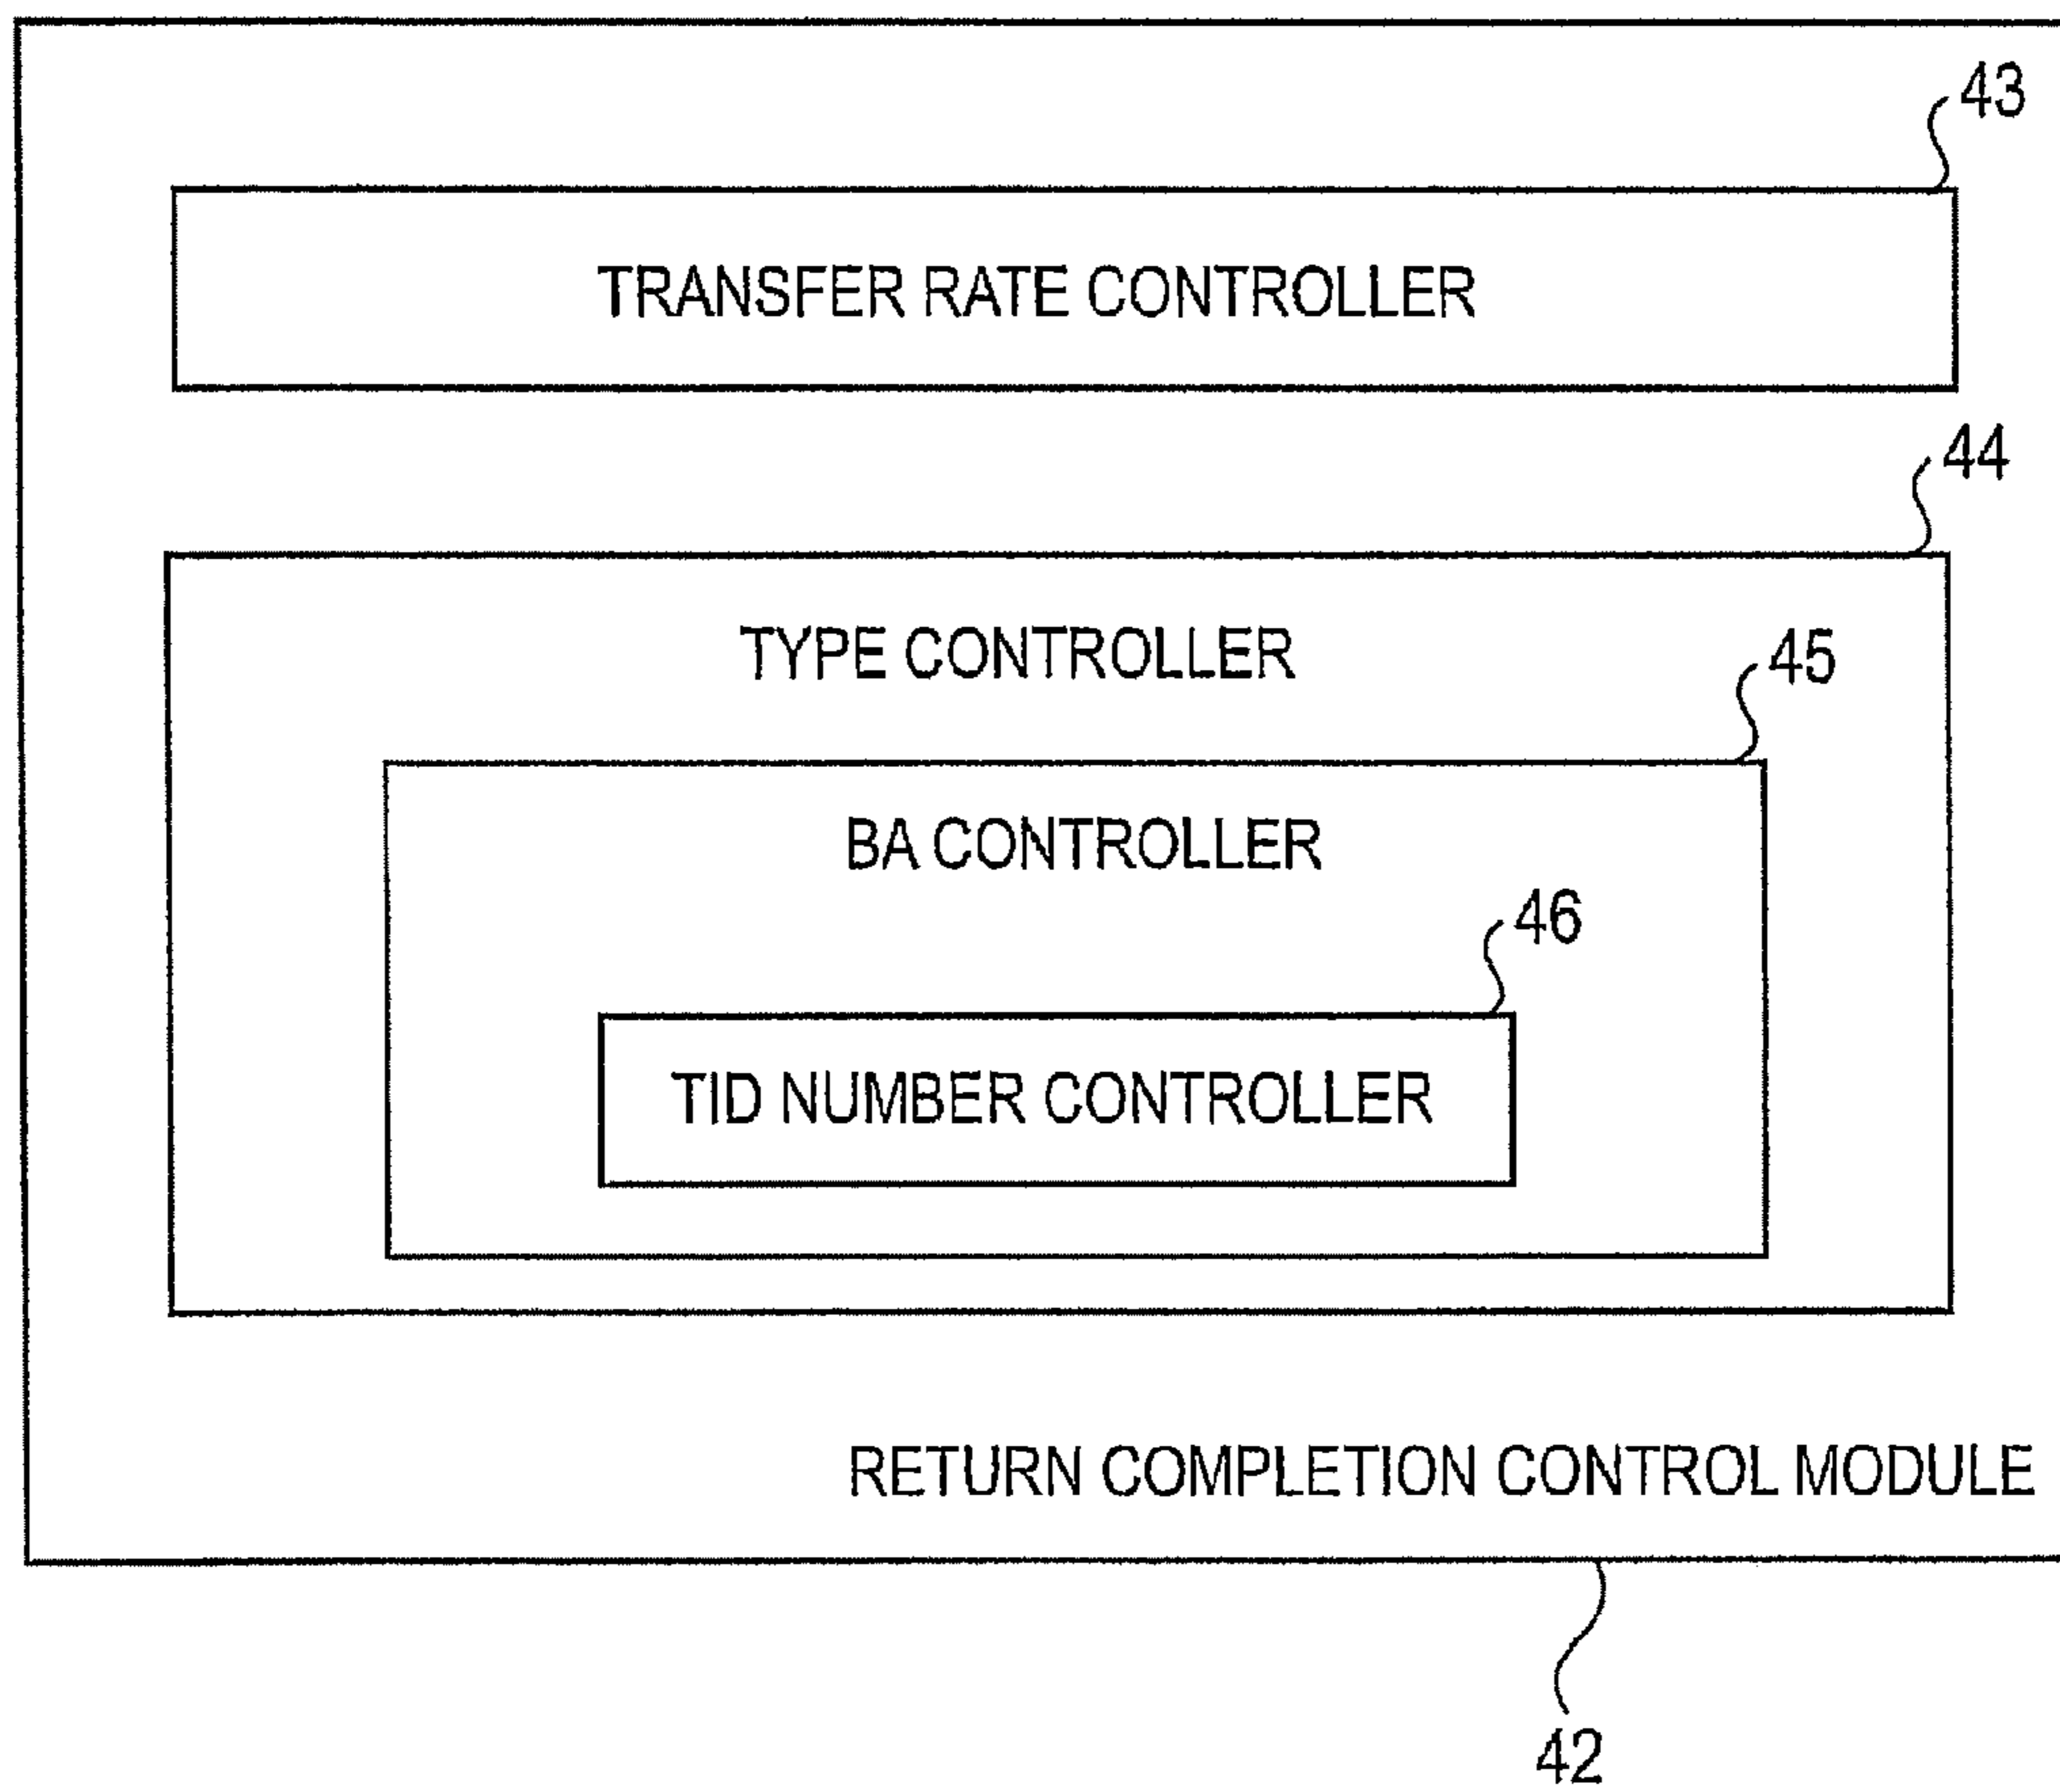 43
TRANSFER RATE CONTROLLER
44
TYPE CONTROLLER
45
BA CONTROLLER
46
TID NUMBER CONTROLLER
RETURN COMPLETION CONTROL MODULE
42